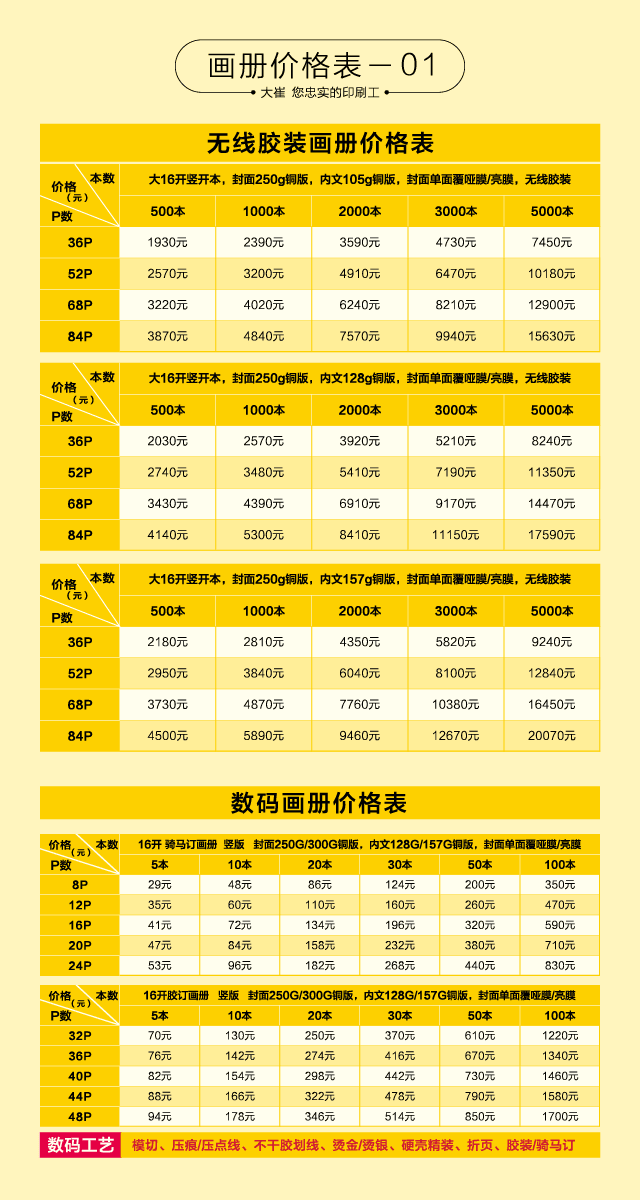 画册价格表－01
大崔 您忠实的印刷工
无线胶装画册价格表
价格（元） 本数 P数 大16开竖开本，封面250g铜版，内文105g铜版，封面单面覆哑膜/亮膜，无线胶装
500本 1000本 2000本 3000本 5000本
36P 1930元 2390元 3590元 4730元 7450元
52P 2570元 3200元 4910元 6470元 10180元
68P 3220元 4020元 6240元 8210元 12900元
84P 3870元 4840元 7570元 9940元 15630元
价格（元） 本数 P数 大16开竖开本，封面250g铜版，内文128g铜版，封面单面覆哑膜/亮膜，无线胶装
500本 1000本 2000本 3000本 5000本
36P 2030元 2570元 3920元 5210元 8240元
52P 2740元 3480元 5410元 7190元 11350元
68P 3430元 4390元 6910元 9170元 14470元
84P 4140元 5300元 8410元 11150元 17590元
价格（元） 本数 P数 大16开竖开本，封面250g铜版，内文157g铜版，封面单面覆哑膜/亮膜，无线胶装
500本 1000本 2000本 3000本 5000本
36P 2180元 2810元 4350元 5820元 9240元
52P 2950元 3840元 6040元 8100元 12840元
68P 3730元 4870元 7760元 10380元 16450元
84P 4500元 5890元 9460元 12670元 20070元
数码画册价格表
价格（元） 本数 P数 16开 骑马订画册 竖版 封面250G/300G铜版，内文128G/157G铜版，封面单面覆哑膜/亮膜
5本 10本 20本 30本 50本 100本
8P 29元 48元 86元 124元 200元 350元
12P 35元 60元 110元 160元 260元 470元
16P 41元 72元 134元 196元 320元 590元
20P 47元 84元 158元 232元 380元 710元
24P 53元 96元 182元 268元 440元 830元
价格（元） 本数 P数 16开胶订画册 竖版 封面250G/300G铜版，内文128G/157G铜版，封面单面覆哑膜/亮膜
5本 10本 20本 30本 50本 100本
32P 70元 130元 250元 370元 610元 1220元
36P 76元 142元 274元 416元 670元 1340元
40P 82元 154元 298元 442元 730元 1460元
44P 88元 166元 322元 478元 790元 1580元
48P 94元 178元 346元 514元 850元 1700元
数码工艺 模切、压痕/压点线、不干胶划线、烫金/烫银、硬壳精装、折页、胶装/骑马订